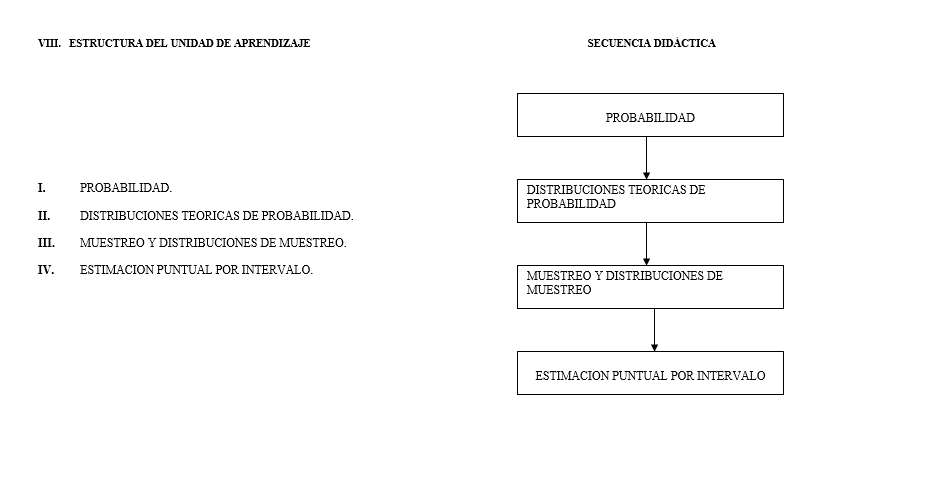 VIII. ESTRUCTURA DEL UNIDAD DE APRENDIZAJE
I. PROBABILIDAD.
II. DISTRIBUCIONES TEORICAS DE PROBABILIDAD.
III. MUESTREO Y DISTRIBUCIONES DE MUESTREO.
IV. ESTIMACION PUNTUAL POR INTERVALO.
SECUENCIA DIDÁCTICA
PROBABILIDAD
DISTRIBUCIONES TEORICAS DE
PROBABILIDAD
MUESTREO Y DISTRIBUCIONES DE
MUESTREO
ESTIMACION PUNTUAL POR INTERVALO